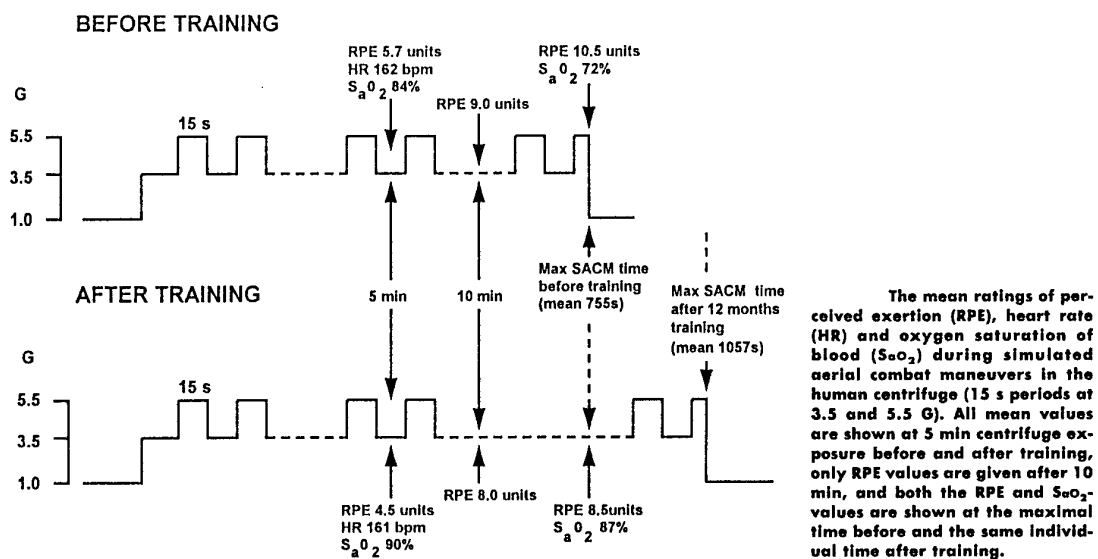 BEFORE TRAINING
RPE 5.7 units
HR 162 bpm
SaO2 84%
RPE 9.0 units
RPE 10.5 units
SaO2 72%
G
5.5
3.5
1.0
15 s
5 min
10 min
Max SACM time
before training
(mean 755s)
Max SACM time
after 12 months
training
(mean 1057s)
AFTER TRAINING
G
5.5
3.5
1.0
15 s
RPE 4.5 units
HR 161 bpm
SaO2 90%
RPE 8.0 units
RPE 8.5units
SaO2 87%
The mean ratings of per-
ceived exertion (RPE), heart rate
(HR) and oxygen saturation of
blood (SaO2) during simulated
aerial combat maneuvers in the
human centrifuge (15 s periods at
3.5 and 5.5 G). All mean values
are shown at 5 min centrifuge ex-
posure before and after training,
only RPE values are given after 10
min, and both the RPE and SaO2-
values are shown at the maximal
time before and the same individ-
ual time after training.